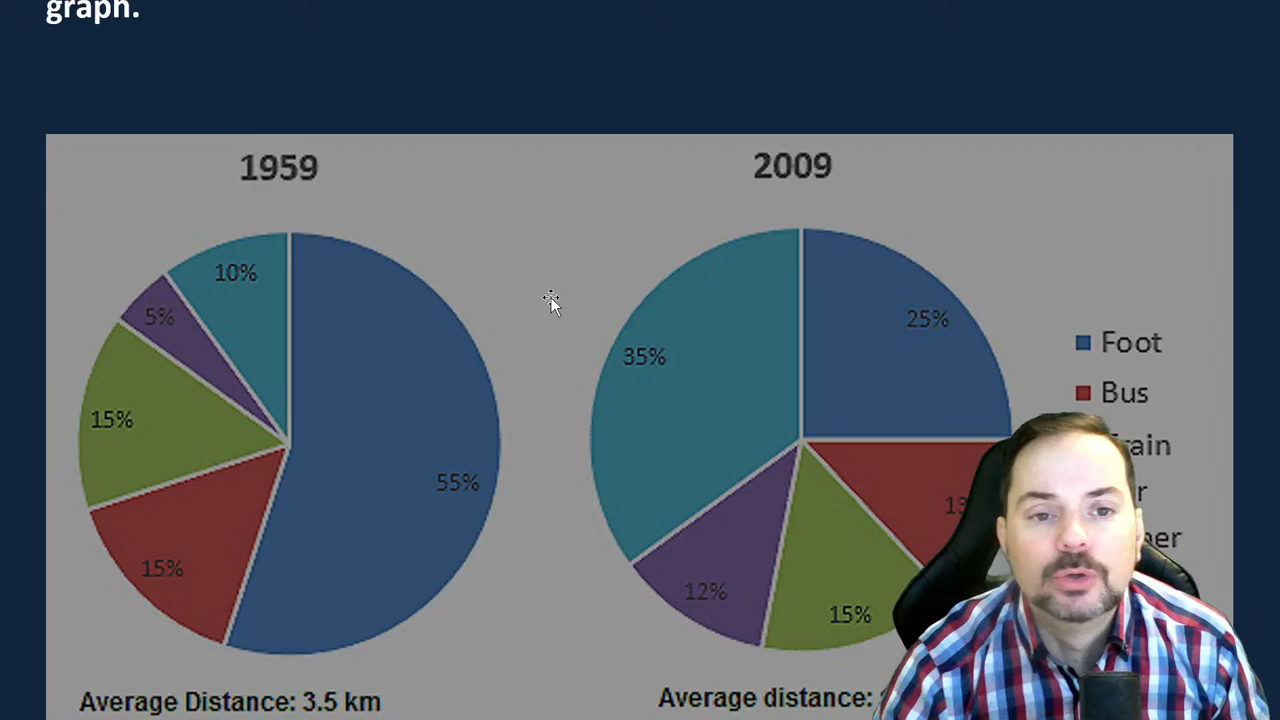 graph.
1959
2009
10%
5%
15%
15%
55%
35%
25%
12%
15%
Foot
Bus
Average Distance: 3.5 km
Average distance: